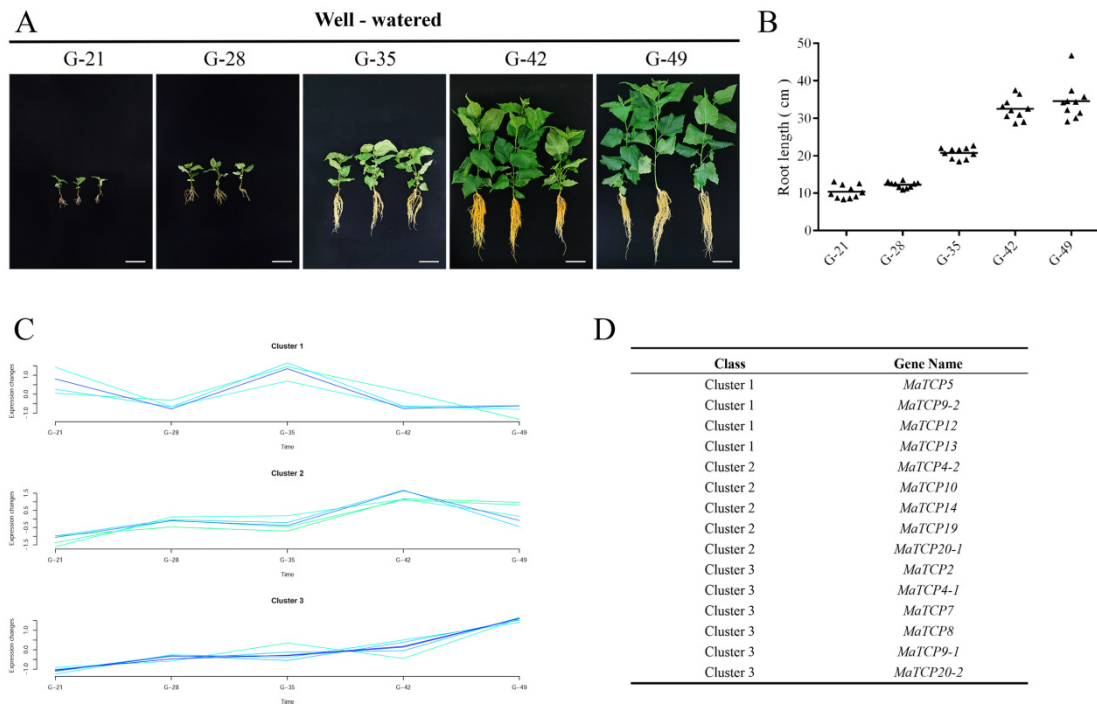 A
Well - watered
G-21 G-28 G-35 G-42 G-49
B
Root length ( cm )
50
40
30
20
10
0
G-21 G-28 G-35 G-42 G-49
C
Cluster 1
Expression changes
-1.0 0.0 1.0
G-21 G-28 G-35 G-42 G-49
Time
Cluster 2
Expression changes
-1.5 -0.5 0.5 1.5
G-21 G-28 G-35 G-42 G-49
Time
Cluster 3
Expression changes
-1.0 0.0 1.0
G-21 G-28 G-35 G-42 G-49
Time
D
Class Gene Name
Cluster 1 MaTCP5
Cluster 1 MaTCP9-2
Cluster 1 MaTCP12
Cluster 1 MaTCP13
Cluster 2 MaTCP4-2
Cluster 2 MaTCP10
Cluster 2 MaTCP14
Cluster 2 MaTCP19
Cluster 2 MaTCP20-1
Cluster 3 MaTCP2
Cluster 3 MaTCP4-1
Cluster 3 MaTCP7
Cluster 3 MaTCP8
Cluster 3 MaTCP9-1
Cluster 3 MaTCP20-2